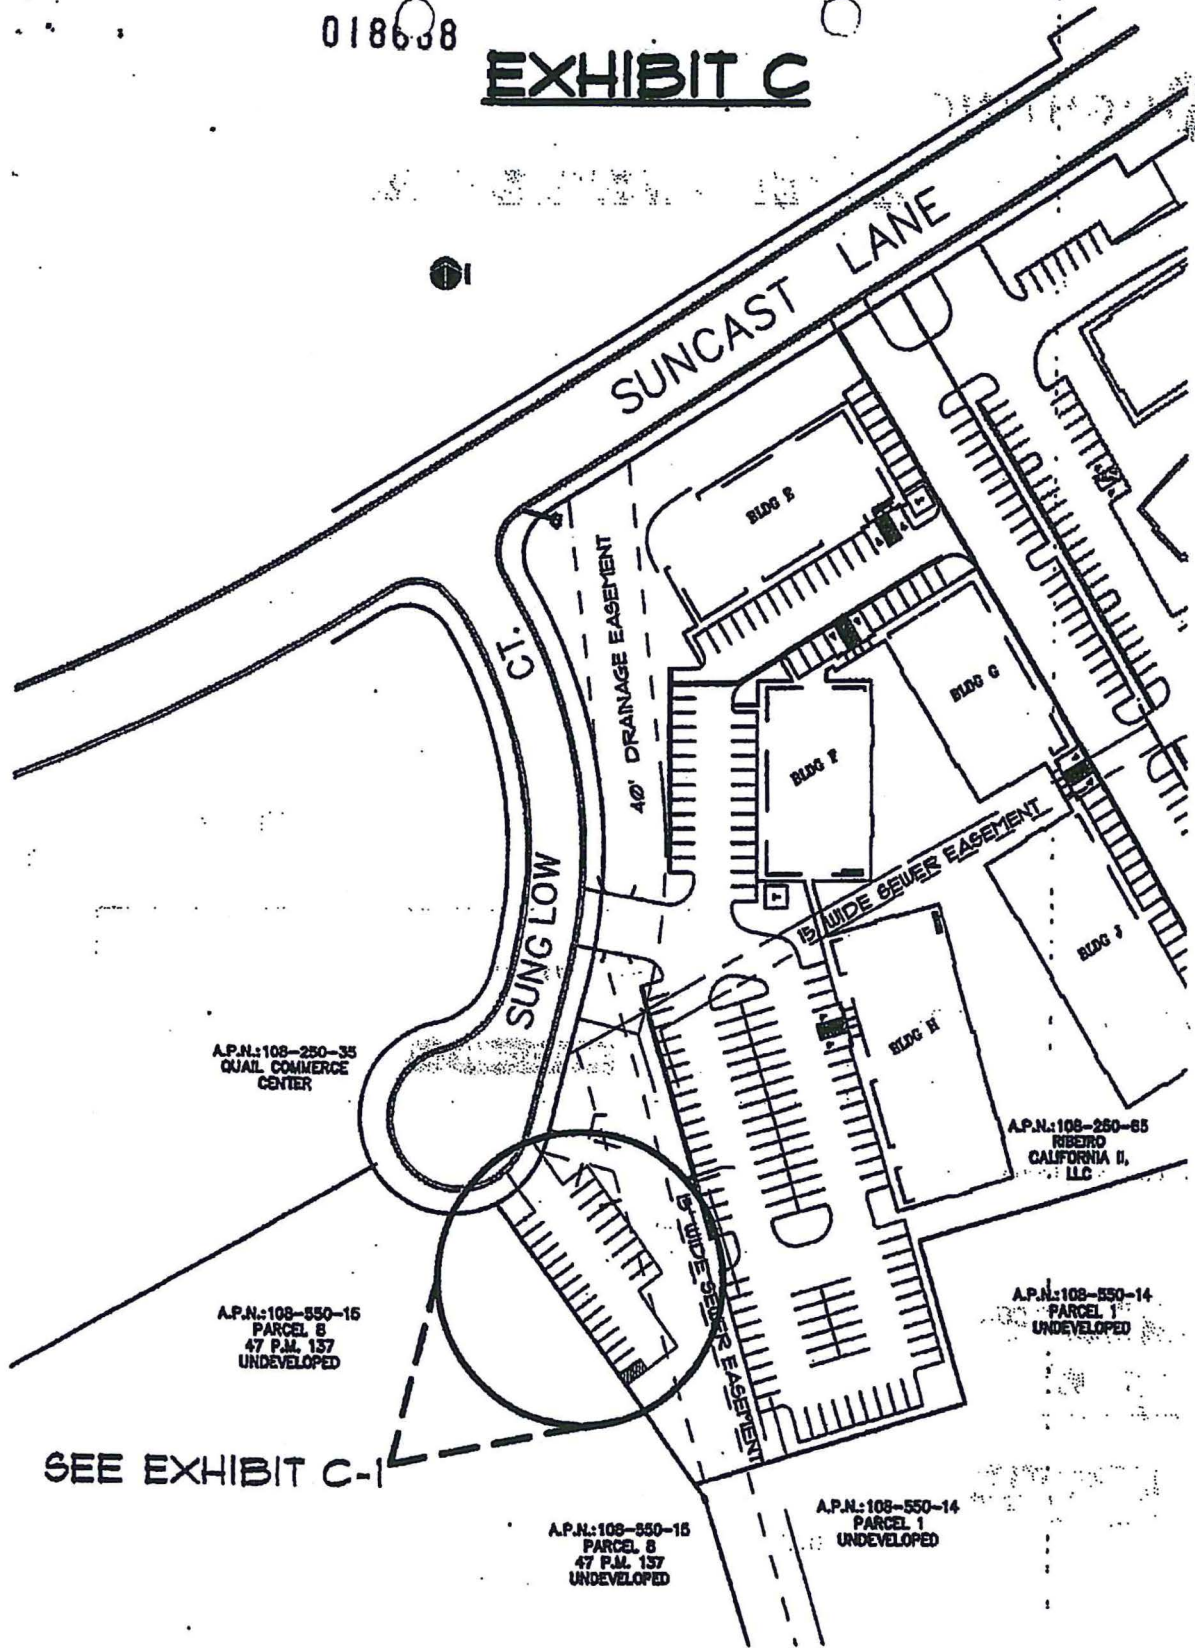 EXHIBIT C
SUNCAST LANE
BLDG E
CT.
40' DRAINAGE EASEMENT
BLDG G
BLDG F
15' WIDE SEWER EASEMENT
SUNG LOW
BLDG J
BLDG H
A.P.N.:108-250-35
QUAIL COMMERCE
CENTER
A.P.N.:108-260-65
RIBEIRO
CALIFORNIA II,
LLC
15' WIDE SEWER EASEMENT
A.P.N.:108-550-15
PARCEL 8
47 P.M. 137
UNDEVELOPED
A.P.N.:108-550-14
PARCEL 1
UNDEVELOPED
SEE EXHIBIT C-1
A.P.N.:108-550-15
PARCEL 8
47 P.M. 137
UNDEVELOPED
A.P.N.:108-550-14
PARCEL 1
UNDEVELOPED